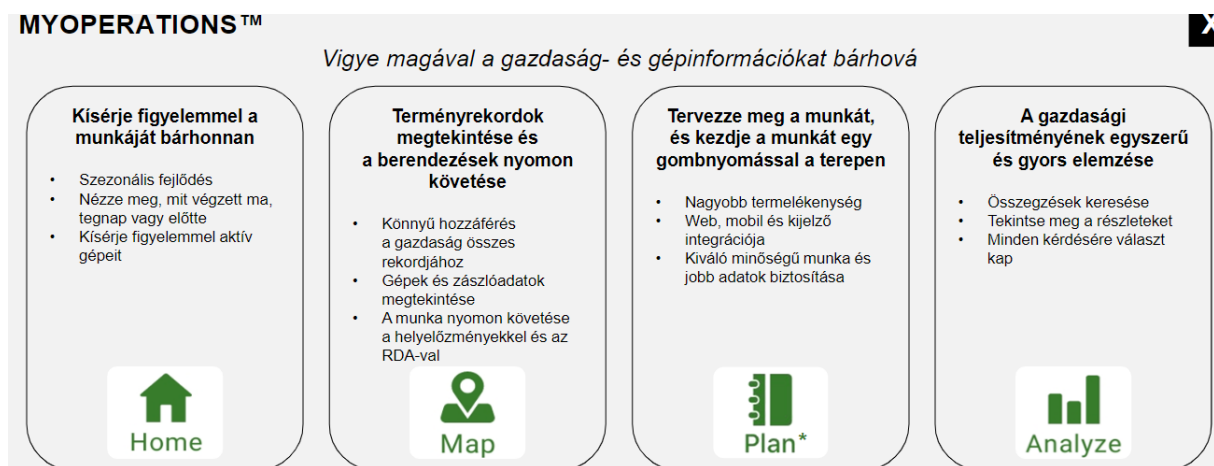 MYOPERATIONS™
X
Vigye magával a gazdaság- és gépinformációkat bárhová
Kísérje figyelemmel a
munkáját bárhonnan
• Szezonális fejlődés
• Nézze meg, mit végzett ma,
tegnap vagy előtte
• Kísérje figyelemmel aktív
gépeit
Home
Terményrekordok
megtekintése és
a berendezések nyomon
követése
• Könnyű hozzáférés
a gazdaság összes
rekordjához
• Gépek és zászlóadatok
megtekintése
• A munka nyomon követése
a helyelőzményekkel és az
RDA-val
Map
Tervezze meg a munkát,
és kezdje a munkát egy
gombnyomással a terepen
• Nagyobb termelékenység
• Web, mobil és kijelző
integrációja
• Kiváló minőségű munka és
jobb adatok biztosítása
Plan*
A gazdasági
teljesítményének egyszerű
és gyors elemzése
• Összegzések keresése
• Tekintse meg a részleteket
• Minden kérdésére választ
kap
Analyze